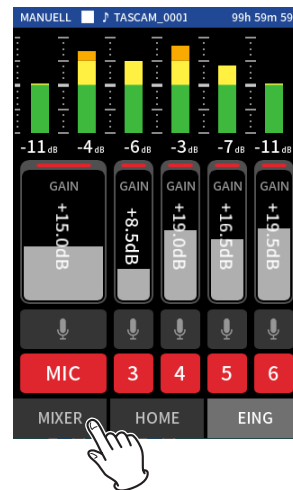 MANUELL ♪ TASCAM_0001 99h 59m 59
-11 dB -4 dB -6 dB -3 dB -7 dB -11 dB
GAIN GAIN GAIN GAIN GAIN
+15.0dB +8.5dB +19.0dB +16.5dB +19.5dB
MIC 3 4 5 6
MIXER HOME EING